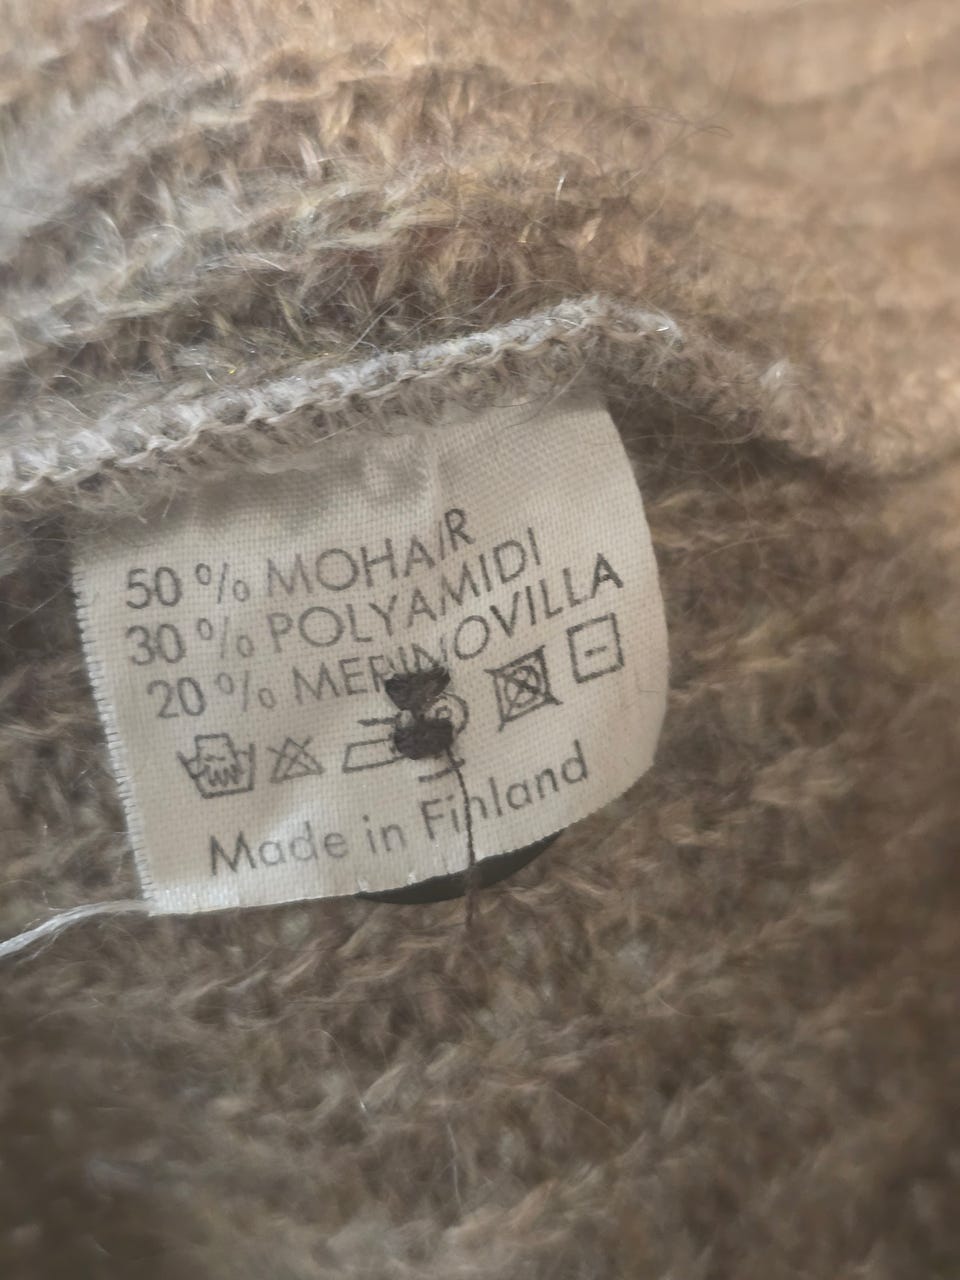 50 % MOHAIR
30 % POLYAMIDI
20 % MERINOVILLA
Made in Finland